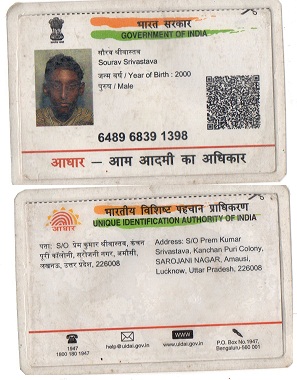 भारत सरकार
GOVERNMENT OF INDIA
सौरव श्रीवास्तव
Sourav Srivastava
जन्म वर्ष / Year of Birth : 2000
पुरुष / Male
6489 6839 1398
आधार — आम आदमी का अधिकार
भारतीय विशिष्ट पहचान प्राधिकरण
UNIQUE IDENTIFICATION AUTHORITY OF INDIA
आधार
पता: S/O प्रेम कुमार श्रीवास्तव, कंचन
पुरी कॉलोनी, सरोजनी नगर, अमौसी,
लखनऊ, उत्तर प्रदेश, 226008
Address: S/O Prem Kumar
Srivastava, Kanchan Puri Colony,
SAROJANI NAGAR, Amausi,
Lucknow, Uttar Pradesh, 226008
1947
1800 180 1947
help@uidai.gov.in
WWW
www.uidai.gov.in
P.O. Box No.1947,
Bengaluru-560 001